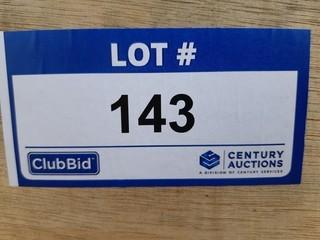 LOT #
143
ClubBid
CENTURY
AUCTIONS
A DIVISION OF CENTURY SERVICES